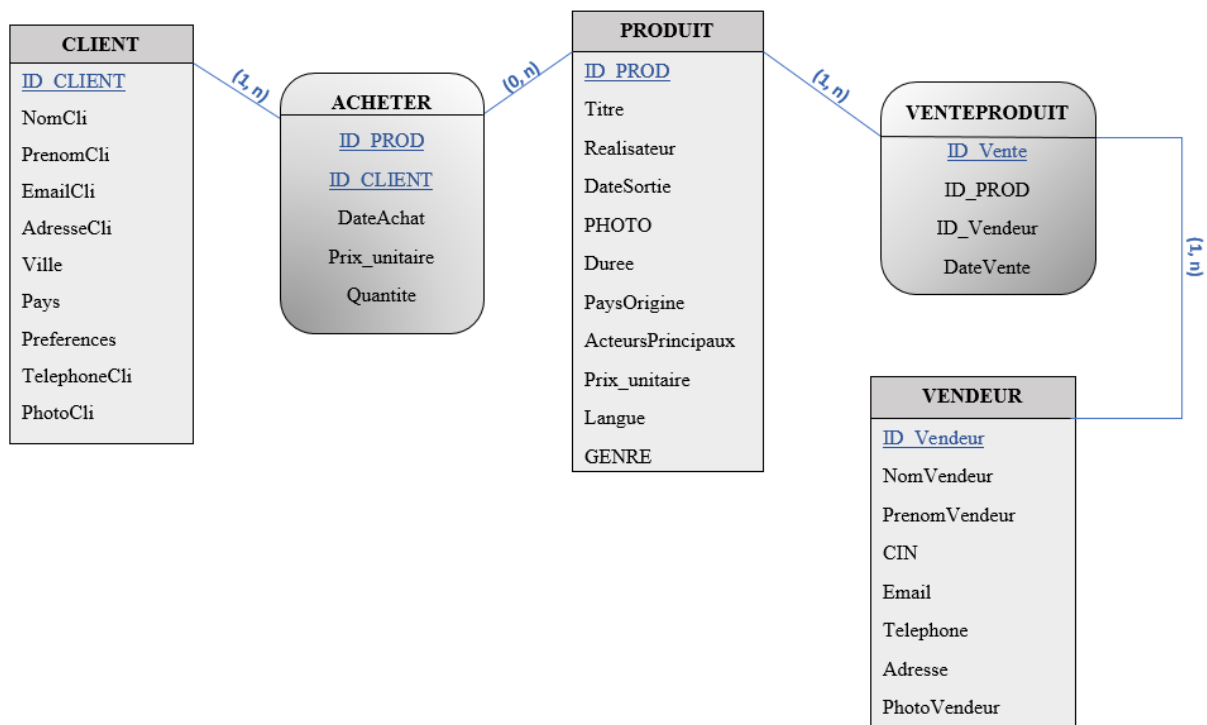 CLIENT
ID_CLIENT
NomCli
PrenomCli
EmailCli
AdresseCli
Ville
Pays
Preferences
TelephoneCli
PhotoCli
(1, n)
ACHETER
ID_PROD
ID_CLIENT
DateAchat
Prix_unitaire
Quantite
(0, n)
PRODUIT
ID_PROD
Titre
Realisateur
DateSortie
PHOTO
Duree
PaysOrigine
ActeursPrincipaux
Prix_unitaire
Langue
GENRE
(1, n)
VENTEPRODUIT
ID_Vente
ID_PROD
ID_Vendeur
DateVente
(1, n)
VENDEUR
ID_Vendeur
NomVendeur
PrenomVendeur
CIN
Email
Telephone
Adresse
PhotoVendeur